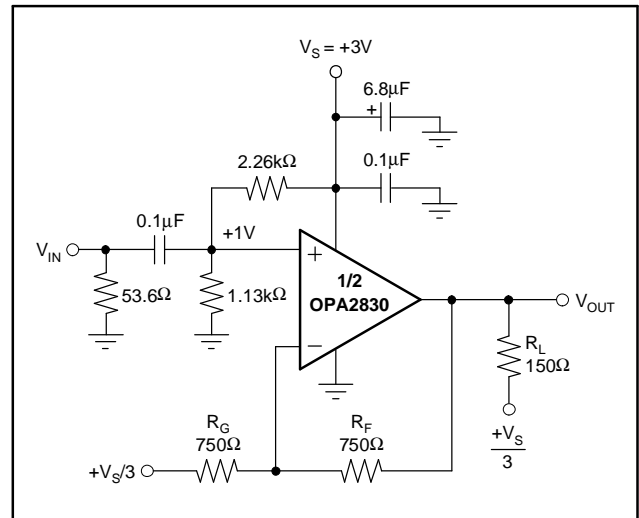 V_S = +3V
6.8µF
+
2.26kΩ
0.1µF
0.1µF
+1V
V_IN
+
1/2
OPA2830
53.6Ω
1.13kΩ
−
V_OUT
R_L
150Ω
R_G
750Ω
R_F
750Ω
+V_S/3
+V_S
3